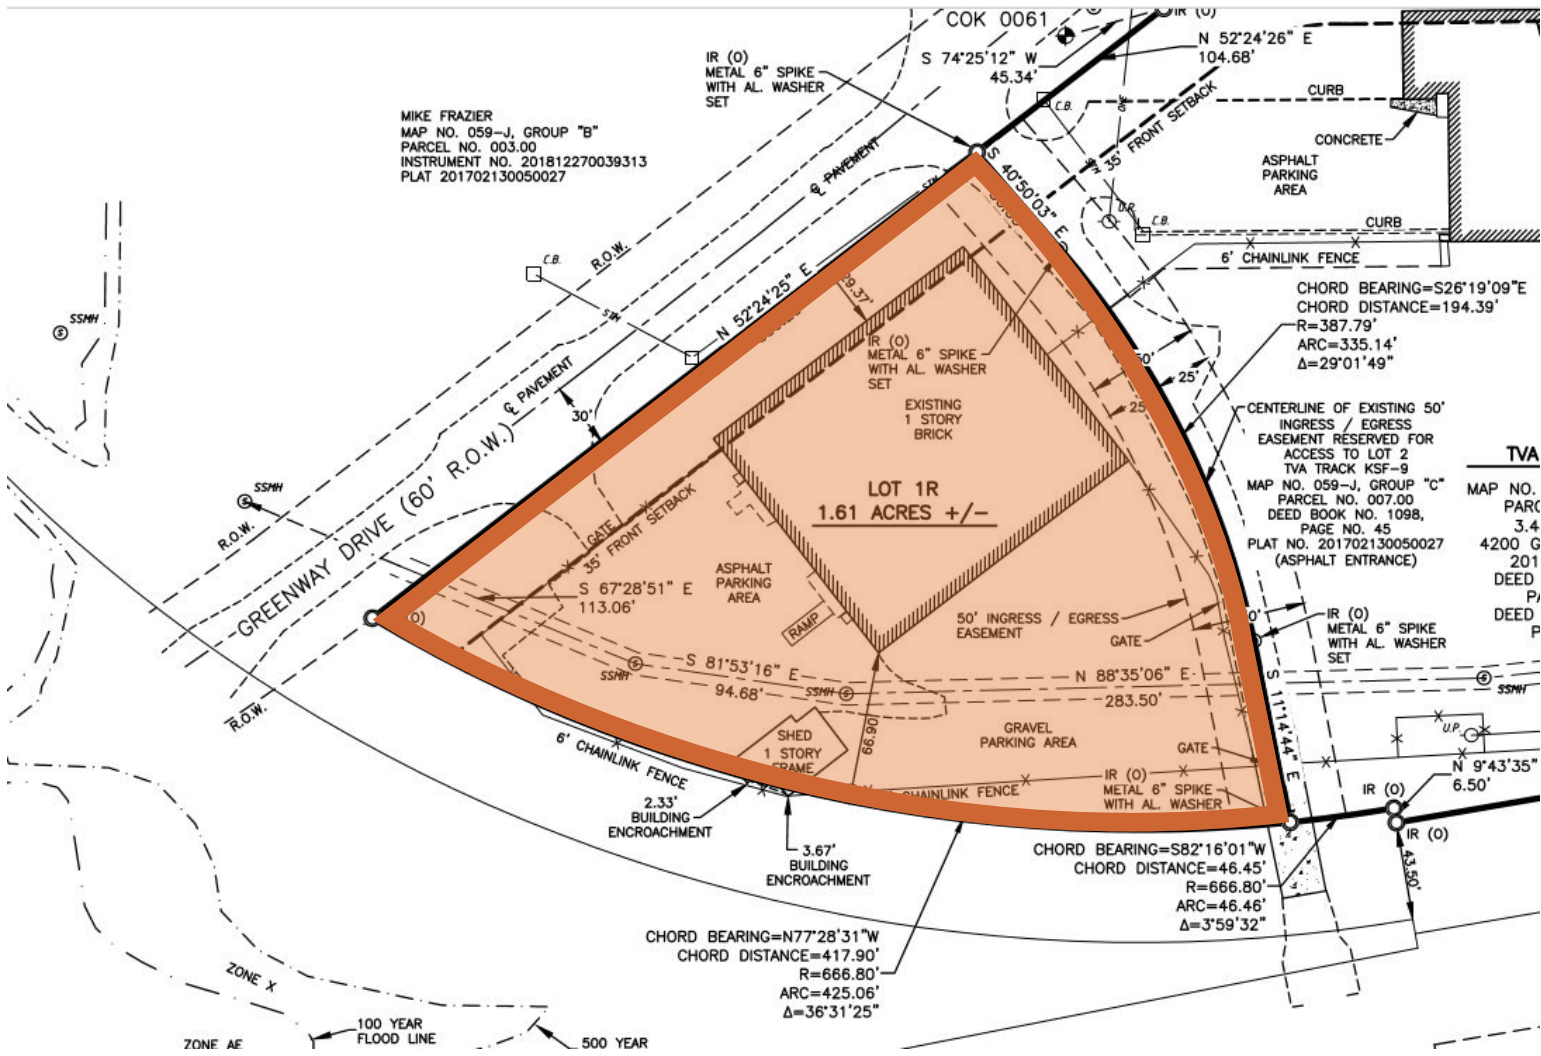 COK 0061
IR (O)
S 74°25'12" W
45.34'
N 52°24'26" E
104.68'
IR (O)
METAL 6" SPIKE
WITH AL. WASHER
SET
MIKE FRAZIER
MAP NO. 059-J, GROUP "B"
PARCEL NO. 003.00
INSTRUMENT NO. 201812270039313
PLAT 201702130050027
C.B.
CURB
35' FRONT SETBACK
CONCRETE
ASPHALT
PARKING
AREA
℄ PAVEMENT
STM
S 40°50'03" E
STM
U.P.
C.B.
CURB
6' CHAINLINK FENCE
R.O.W.
C.B.
STM
SSMH
N 52°24'25" E
29.37'
CHORD BEARING=S26°19'09"E
CHORD DISTANCE=194.39'
R=387.79'
ARC=335.14'
Δ=29°01'49"
IR (O)
METAL 6" SPIKE
WITH AL. WASHER
SET
50'
25'
25
℄ PAVEMENT
30'
EXISTING
1 STORY
BRICK
CENTERLINE OF EXISTING 50'
INGRESS / EGRESS
EASEMENT RESERVED FOR
ACCESS TO LOT 2
TVA TRACK KSF-9
MAP NO. 059-J, GROUP "C"
PARCEL NO. 007.00
DEED BOOK NO. 1098,
PAGE NO. 45
PLAT NO. 201702130050027
(ASPHALT ENTRANCE)
TVA
MAP NO.
PARC
3.4
4200 G
201
DEED
PA
DEED
P
LOT 1R
1.61 ACRES +/-
SSMH
R.O.W.
GREENWAY DRIVE (60' R.O.W.)
GATE
35' FRONT SETBACK
S 67°28'51" E
113.06'
ASPHALT
PARKING
AREA
RAMP
50' INGRESS / EGRESS
EASEMENT
GATE
0'
IR (O)
METAL 6" SPIKE
WITH AL. WASHER
SET
O)
R.O.W.
SSMH
S 81°53'16" E
94.68'
SSMH
N 88°35'06" E
283.50'
SSMH
S 11°14'44" E
66.90
SHED
1 STORY
FRAME
GRAVEL
PARKING AREA
GATE
U.P.
6' CHAINLINK FENCE
CHAINLINK FENCE
IR (O)
METAL 6" SPIKE
WITH AL. WASHER
N 9°43'35"
6.50'
IR (O)
IR (O)
43.50'
2.33'
BUILDING
ENCROACHMENT
3.67'
BUILDING
ENCROACHMENT
CHORD BEARING=S82°16'01"W
CHORD DISTANCE=46.45'
R=666.80'
ARC=46.46'
Δ=3°59'32"
CHORD BEARING=N77°28'31"W
CHORD DISTANCE=417.90'
R=666.80'
ARC=425.06'
Δ=36°31'25"
ZONE X
ZONE AE
100 YEAR
FLOOD LINE
500 YEAR